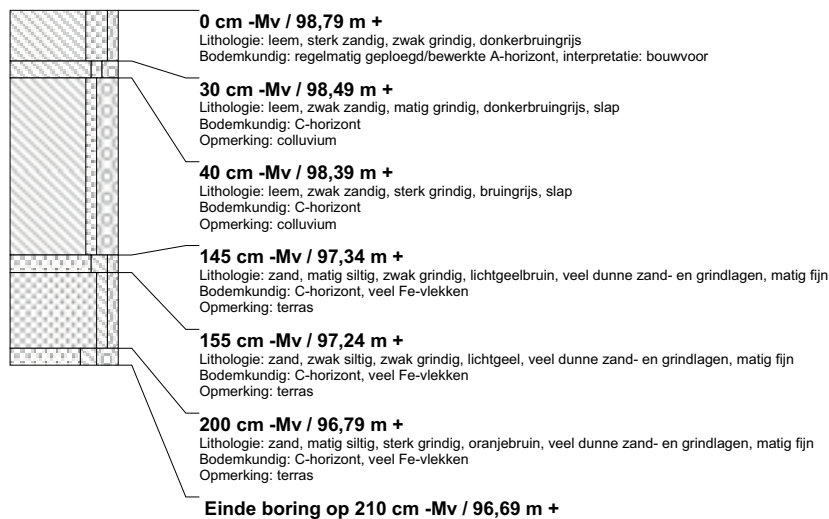 0 cm -Mv / 98,79 m +
Lithologie: leem, sterk zandig, zwak grindig, donkerbruingrijs
Bodemkundig: regelmatig geploegd/bewerkte A-horizont, interpretatie: bouwvoor
30 cm -Mv / 98,49 m +
Lithologie: leem, zwak zandig, matig grindig, donkerbruingrijs, slap
Bodemkundig: C-horizont
Opmerking: colluvium
40 cm -Mv / 98,39 m +
Lithologie: leem, zwak zandig, sterk grindig, bruingrijs, slap
Bodemkundig: C-horizont
Opmerking: colluvium
145 cm -Mv / 97,34 m +
Lithologie: zand, matig siltig, zwak grindig, lichtgeelbruin, veel dunne zand- en grindlagen, matig fijn
Bodemkundig: C-horizont, veel Fe-vlekken
Opmerking: terras
155 cm -Mv / 97,24 m +
Lithologie: zand, zwak siltig, zwak grindig, lichtgeel, veel dunne zand- en grindlagen, matig fijn
Bodemkundig: C-horizont, veel Fe-vlekken
Opmerking: terras
200 cm -Mv / 96,79 m +
Lithologie: zand, matig siltig, sterk grindig, oranjebruin, veel dunne zand- en grindlagen, matig fijn
Bodemkundig: C-horizont, veel Fe-vlekken
Opmerking: terras
Einde boring op 210 cm -Mv / 96,69 m +